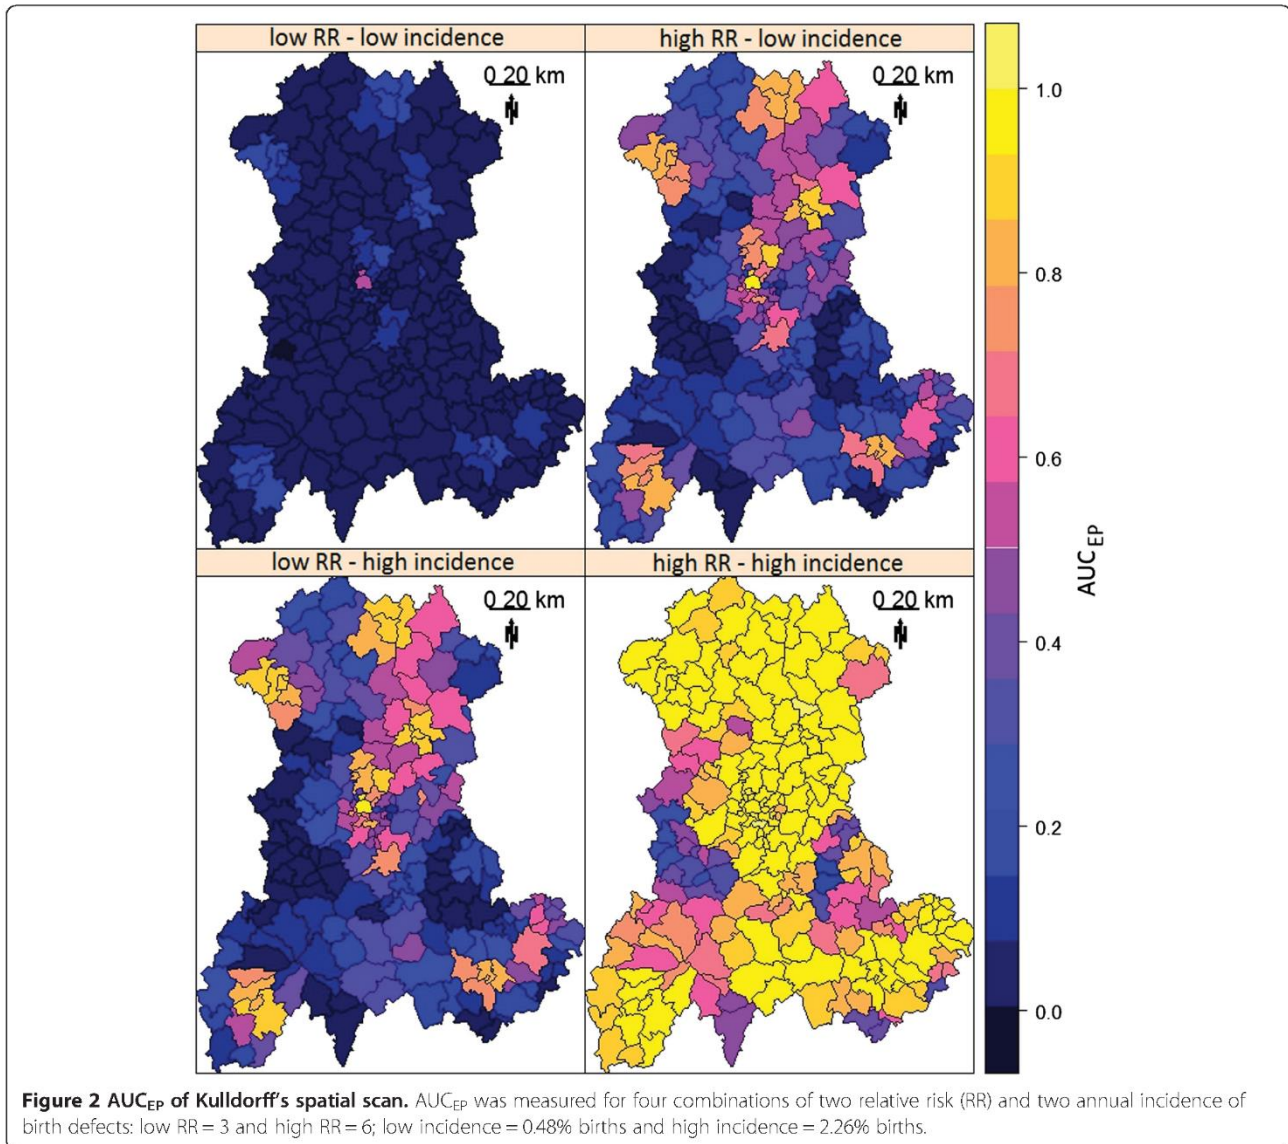 low RR - low incidence
high RR - low incidence
0 20 km
N
0 20 km
N
low RR - high incidence
high RR - high incidence
0 20 km
N
0 20 km
N
1.0
0.8
0.6
0.4
0.2
0.0
AUC_EP
Figure 2 AUC_EP of Kulldorff's spatial scan. AUC_EP was measured for four combinations of two relative risk (RR) and two annual incidence of
birth defects: low RR = 3 and high RR = 6; low incidence = 0.48% births and high incidence = 2.26% births.